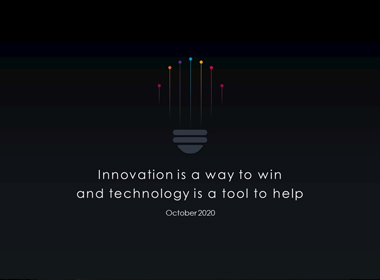 Innovation is a way to win
and technology is a tool to help
October 2020